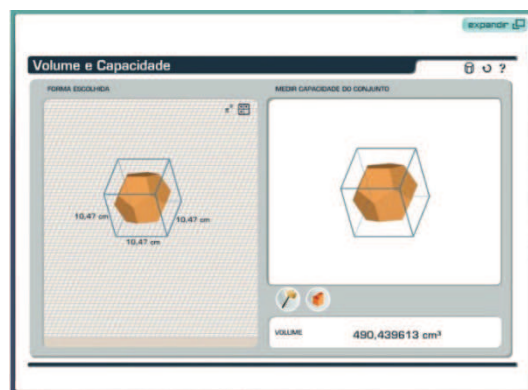 expandir
Volume e Capacidade
?
FORMA ESCOLHIDA
MEDIR CAPACIDADE DO CONJUNTO
10,47 cm
10,47 cm
10,47 cm
VOLUME
490,439613 cm³